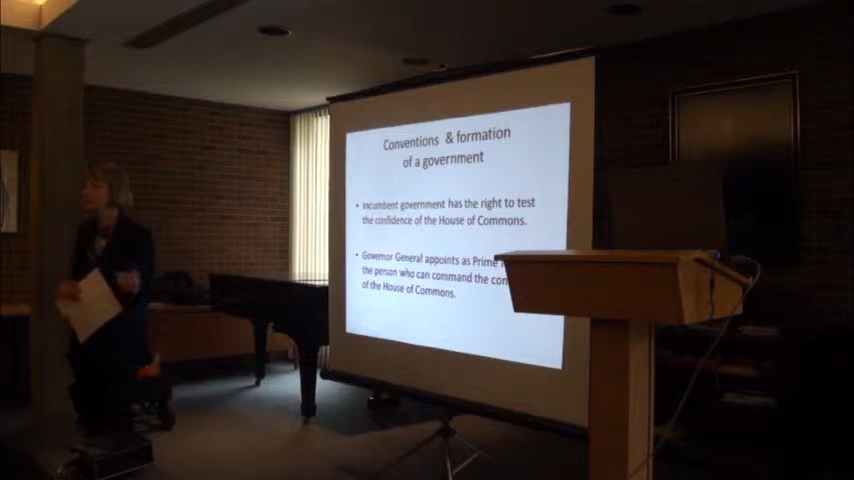 Conventions & formation
of a government
• Incumbent government has the right to test
the confidence of the House of Commons.
• Governor General appoints as Prime
the person who can command the
of the House of Commons.